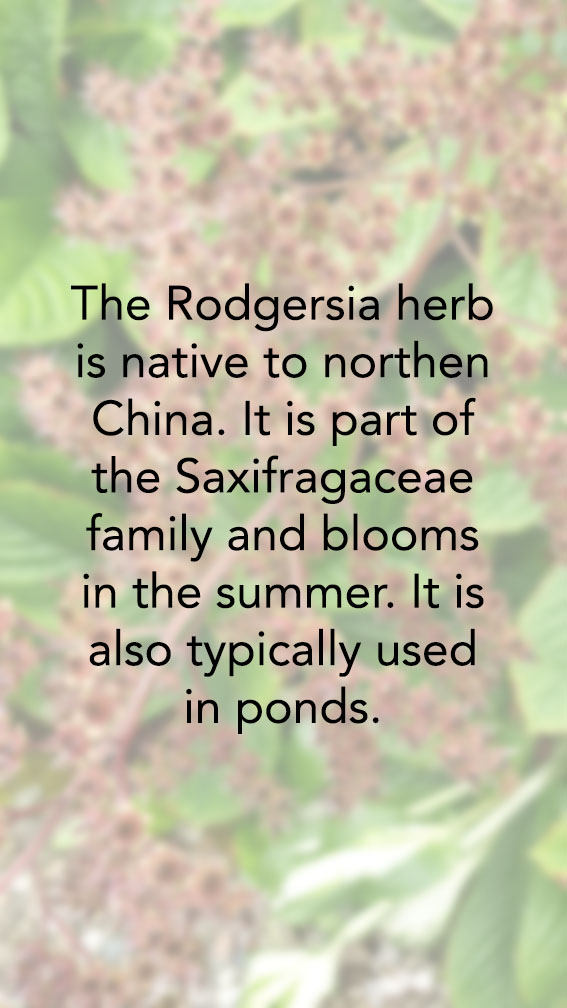 The Rodgersia herb
is native to northen
China. It is part of
the Saxifragaceae
family and blooms
in the summer. It is
also typically used
in ponds.